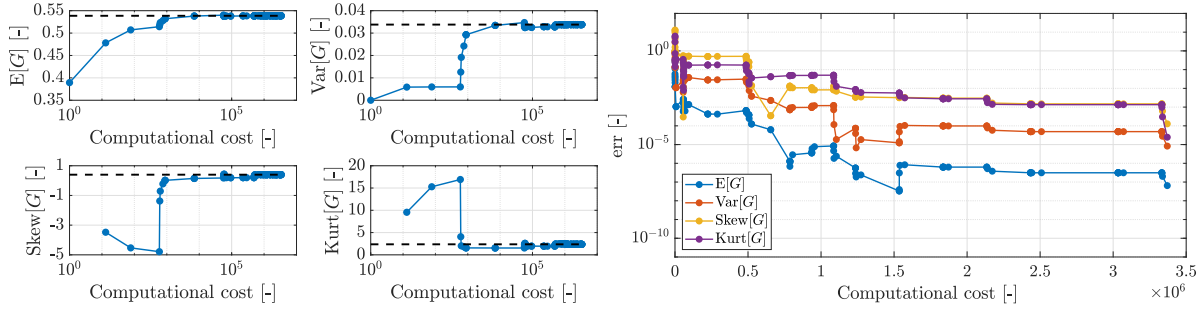 0.55
0.5
0.45
0.4
0.35
E[G] [-]
10^0
10^5
Computational cost [-]
0.04
0.03
0.02
0.01
0
Var[G] [-]
10^0
10^5
Computational cost [-]
1
-1
-3
-5
Skew[G] [-]
10^0
10^5
Computational cost [-]
20
15
10
5
0
Kurt[G] [-]
10^0
10^5
Computational cost [-]
10^0
10^-5
10^-10
err [-]
E[G]
Var[G]
Skew[G]
Kurt[G]
0
0.5
1
1.5
2
2.5
3
3.5
Computational cost [-]
×10^6